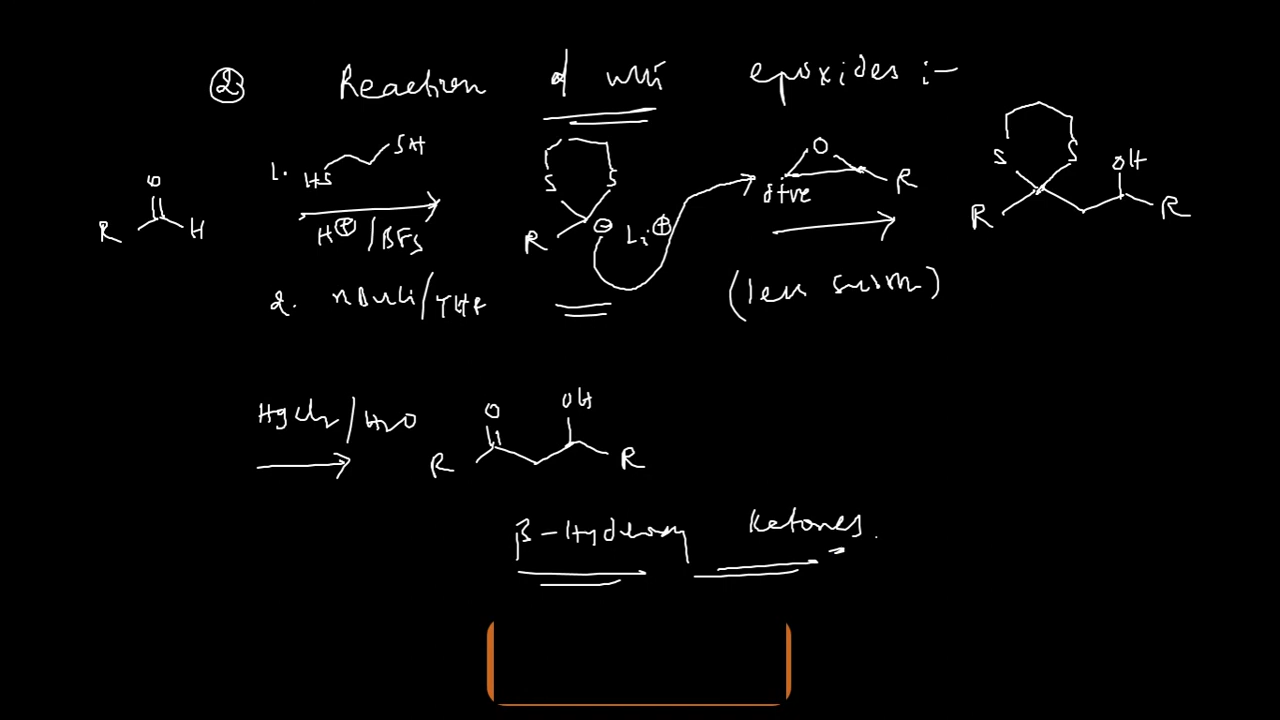 ② Reaction of with epoxides :-
1. HS SH
H⊕ / BF3
2. nBuLi / THF
R O H
S S R ⊖ Li⊕
O R
δ+ve
(less subs)
S S R OH R
HgCl2 / H2O
R O OH R
β-Hydroxy Ketones.